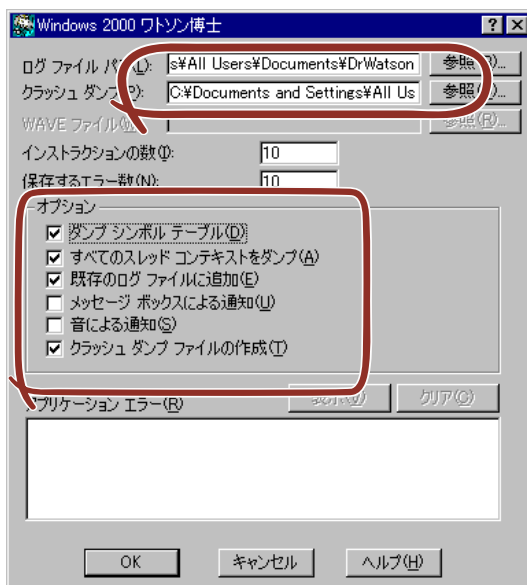 Windows 2000 ワトソン博士
ログ ファイル パス(L): s¥All Users¥Documents¥DrWatson 参照(O)...
クラッシュ ダンプ(P): C:¥Documents and Settings¥All Us 参照(W)...
WAVE ファイル(W): 参照(R)...
インストラクションの数(I): 10
保存するエラー数(N): 10
オプション
ダンプ シンボル テーブル(D)
すべてのスレッド コンテキストをダンプ(A)
既存のログ ファイルに追加(E)
メッセージ ボックスによる通知(U)
音による通知(S)
クラッシュ ダンプ ファイルの作成(T)
アプリケーション エラー(R) 表示(V) クリア(C)
OK キャンセル ヘルプ(H)